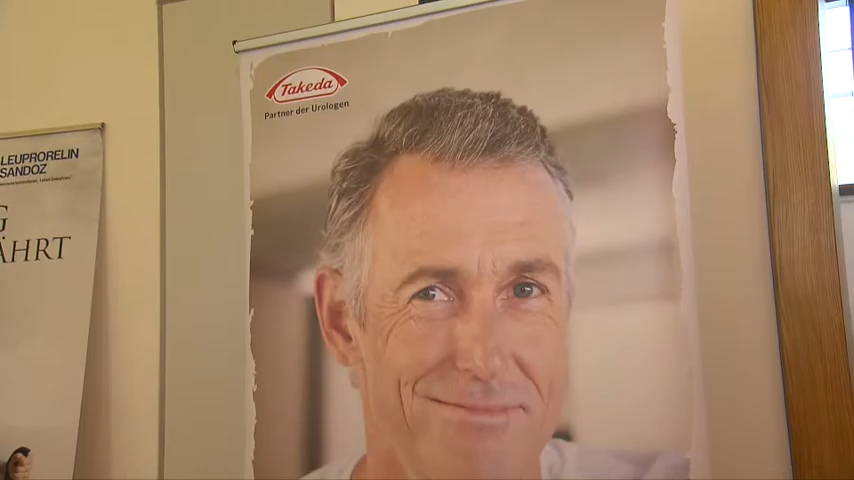 Takeda
Partner der Urologen
LEUPRORELIN
SANDOZ
G
ÄHRT